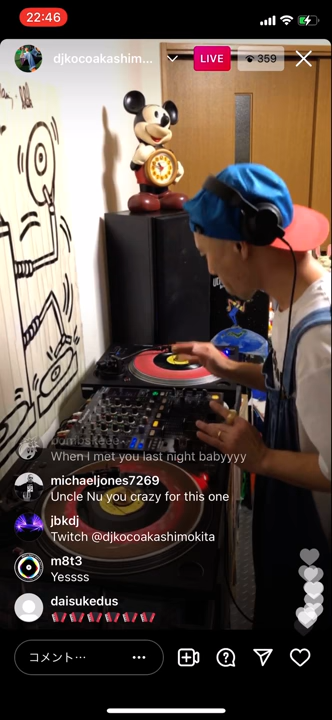 22:46
djkocoakashim...
LIVE
359
When I met you last night babyyyy
michaeljones7269
Uncle Nu you crazy for this one
jbkdj
Twitch @djkocoakashimokita
m8t3
Yessss
daisukedus
コメント…